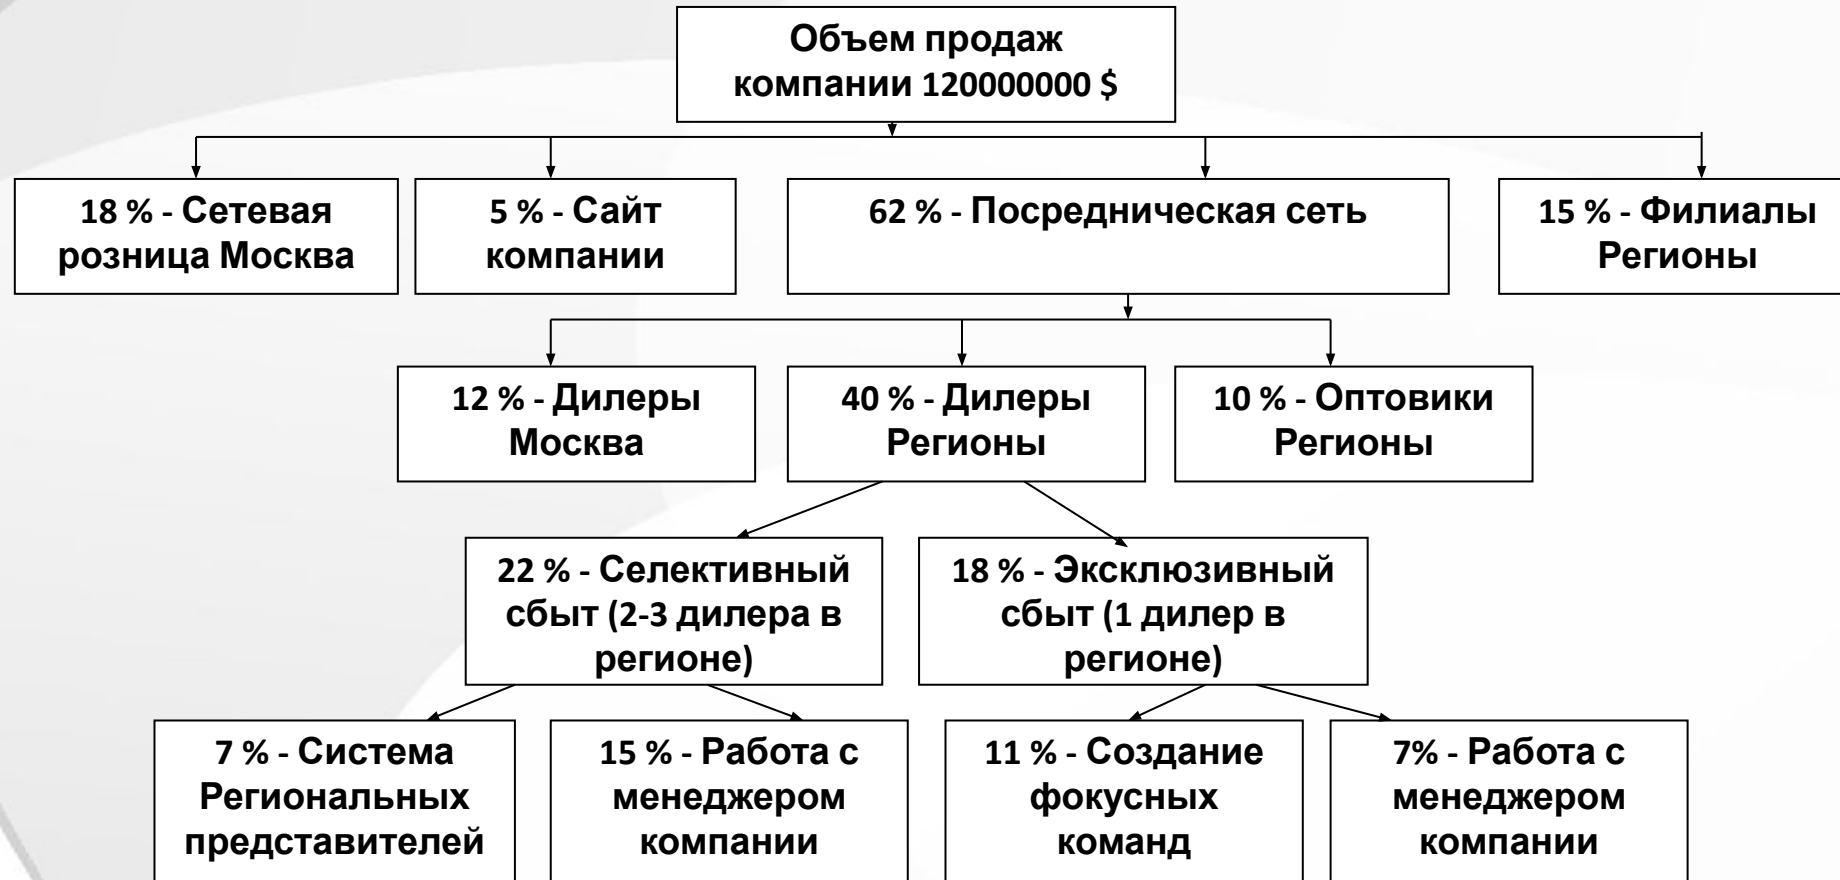 Объем продаж
компании 120000000 $
18 % - Сетевая
розница Москва
5 % - Сайт
компании
62 % - Посредническая сеть
15 % - Филиалы
Регионы
12 % - Дилеры
Москва
40 % - Дилеры
Регионы
10 % - Оптовики
Регионы
22 % - Селективный
сбыт (2-3 дилера в
регионе)
18 % - Эксклюзивный
сбыт (1 дилер в
регионе)
7 % - Система
Региональных
представителей
15 % - Работа с
менеджером
компании
11 % - Создание
фокусных
команд
7% - Работа с
менеджером
компании